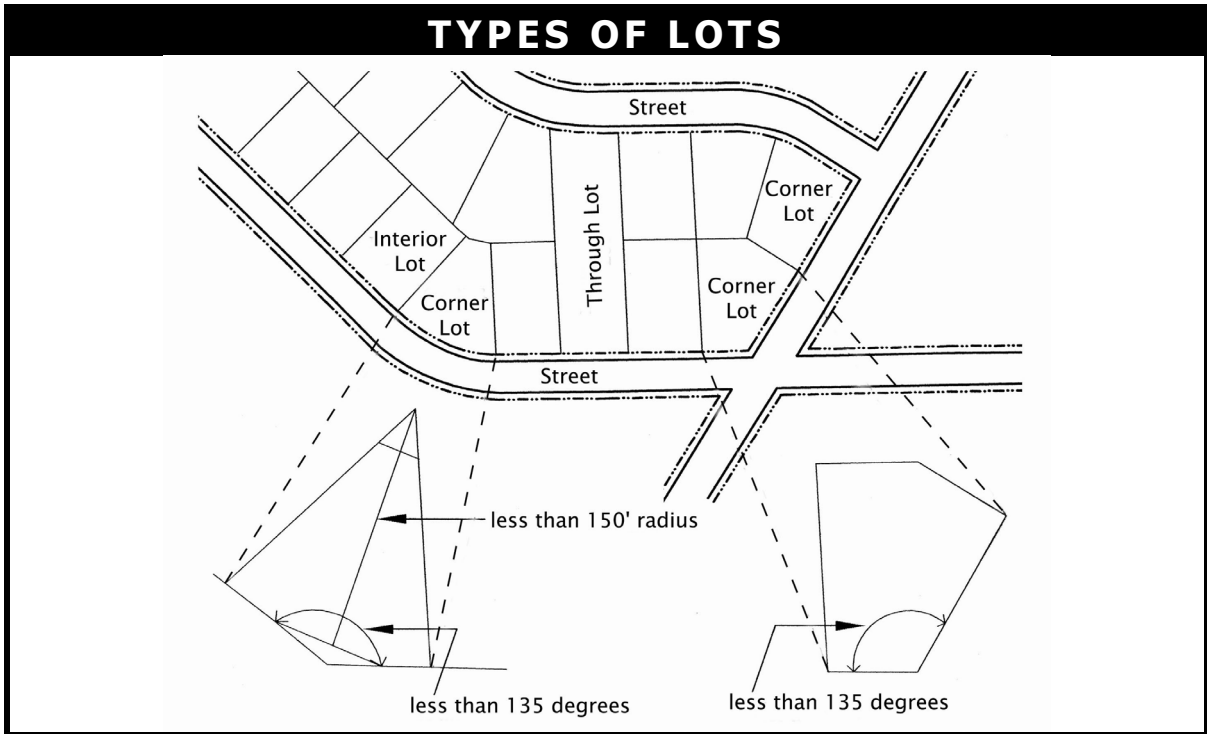 TYPES OF LOTS
Street
Corner
Lot
Through Lot
Interior
Lot
Corner
Lot
Corner
Lot
Street
less than 150' radius
less than 135 degrees
less than 135 degrees